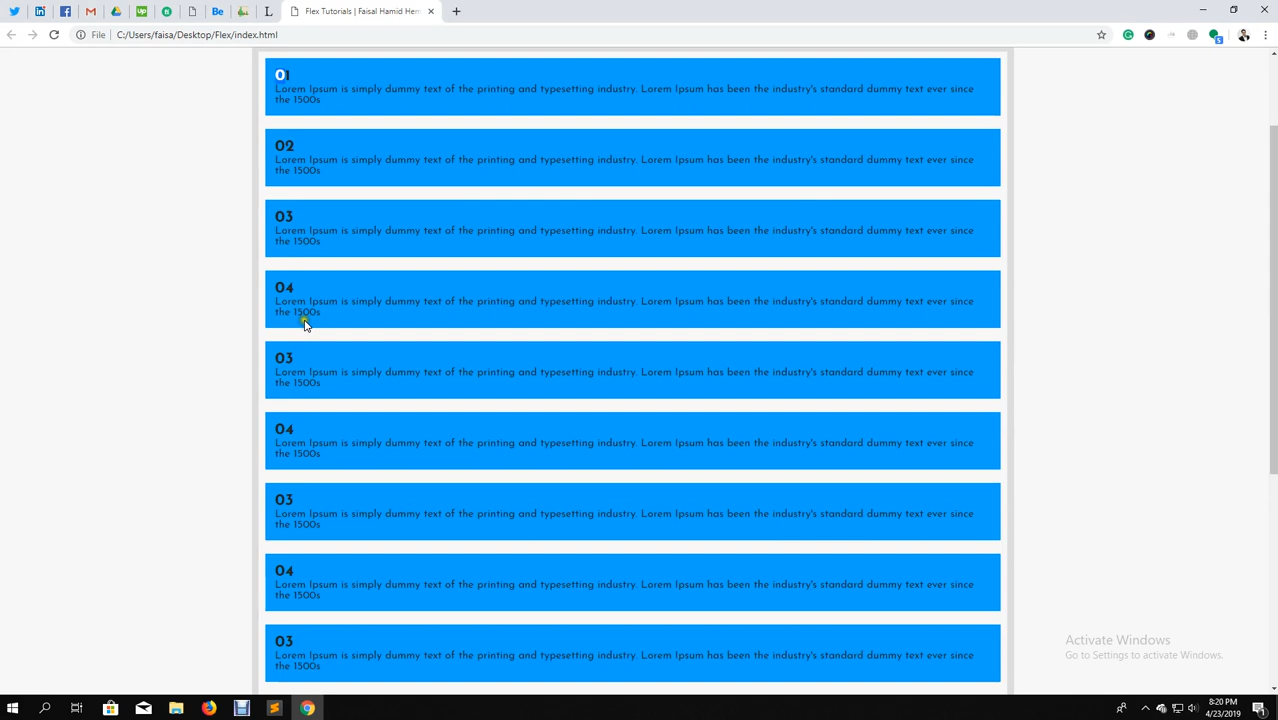 Flex Tutorials | Faisal Hamid Hem
File C:/Users/faisa/Desktop/Flex/index.html
01
Lorem Ipsum is simply dummy text of the printing and typesetting industry. Lorem Ipsum has been the industry's standard dummy text ever since
the 1500s
02
Lorem Ipsum is simply dummy text of the printing and typesetting industry. Lorem Ipsum has been the industry's standard dummy text ever since
the 1500s
03
Lorem Ipsum is simply dummy text of the printing and typesetting industry. Lorem Ipsum has been the industry's standard dummy text ever since
the 1500s
04
Lorem Ipsum is simply dummy text of the printing and typesetting industry. Lorem Ipsum has been the industry's standard dummy text ever since
the 1500s
03
Lorem Ipsum is simply dummy text of the printing and typesetting industry. Lorem Ipsum has been the industry's standard dummy text ever since
the 1500s
04
Lorem Ipsum is simply dummy text of the printing and typesetting industry. Lorem Ipsum has been the industry's standard dummy text ever since
the 1500s
03
Lorem Ipsum is simply dummy text of the printing and typesetting industry. Lorem Ipsum has been the industry's standard dummy text ever since
the 1500s
04
Lorem Ipsum is simply dummy text of the printing and typesetting industry. Lorem Ipsum has been the industry's standard dummy text ever since
the 1500s
03
Lorem Ipsum is simply dummy text of the printing and typesetting industry. Lorem Ipsum has been the industry's standard dummy text ever since
the 1500s
Activate Windows
Go to Settings to activate Windows.
8:20 PM
4/23/2019